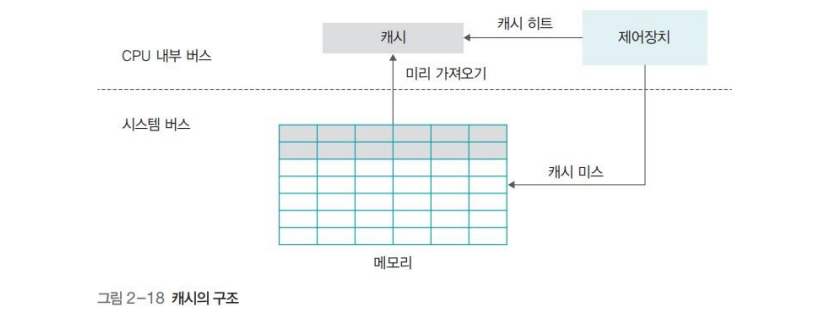 캐시
캐시 히트
제어장치
CPU 내부 버스
미리 가져오기
시스템 버스
캐시 미스
메모리
그림 2-18 캐시의 구조